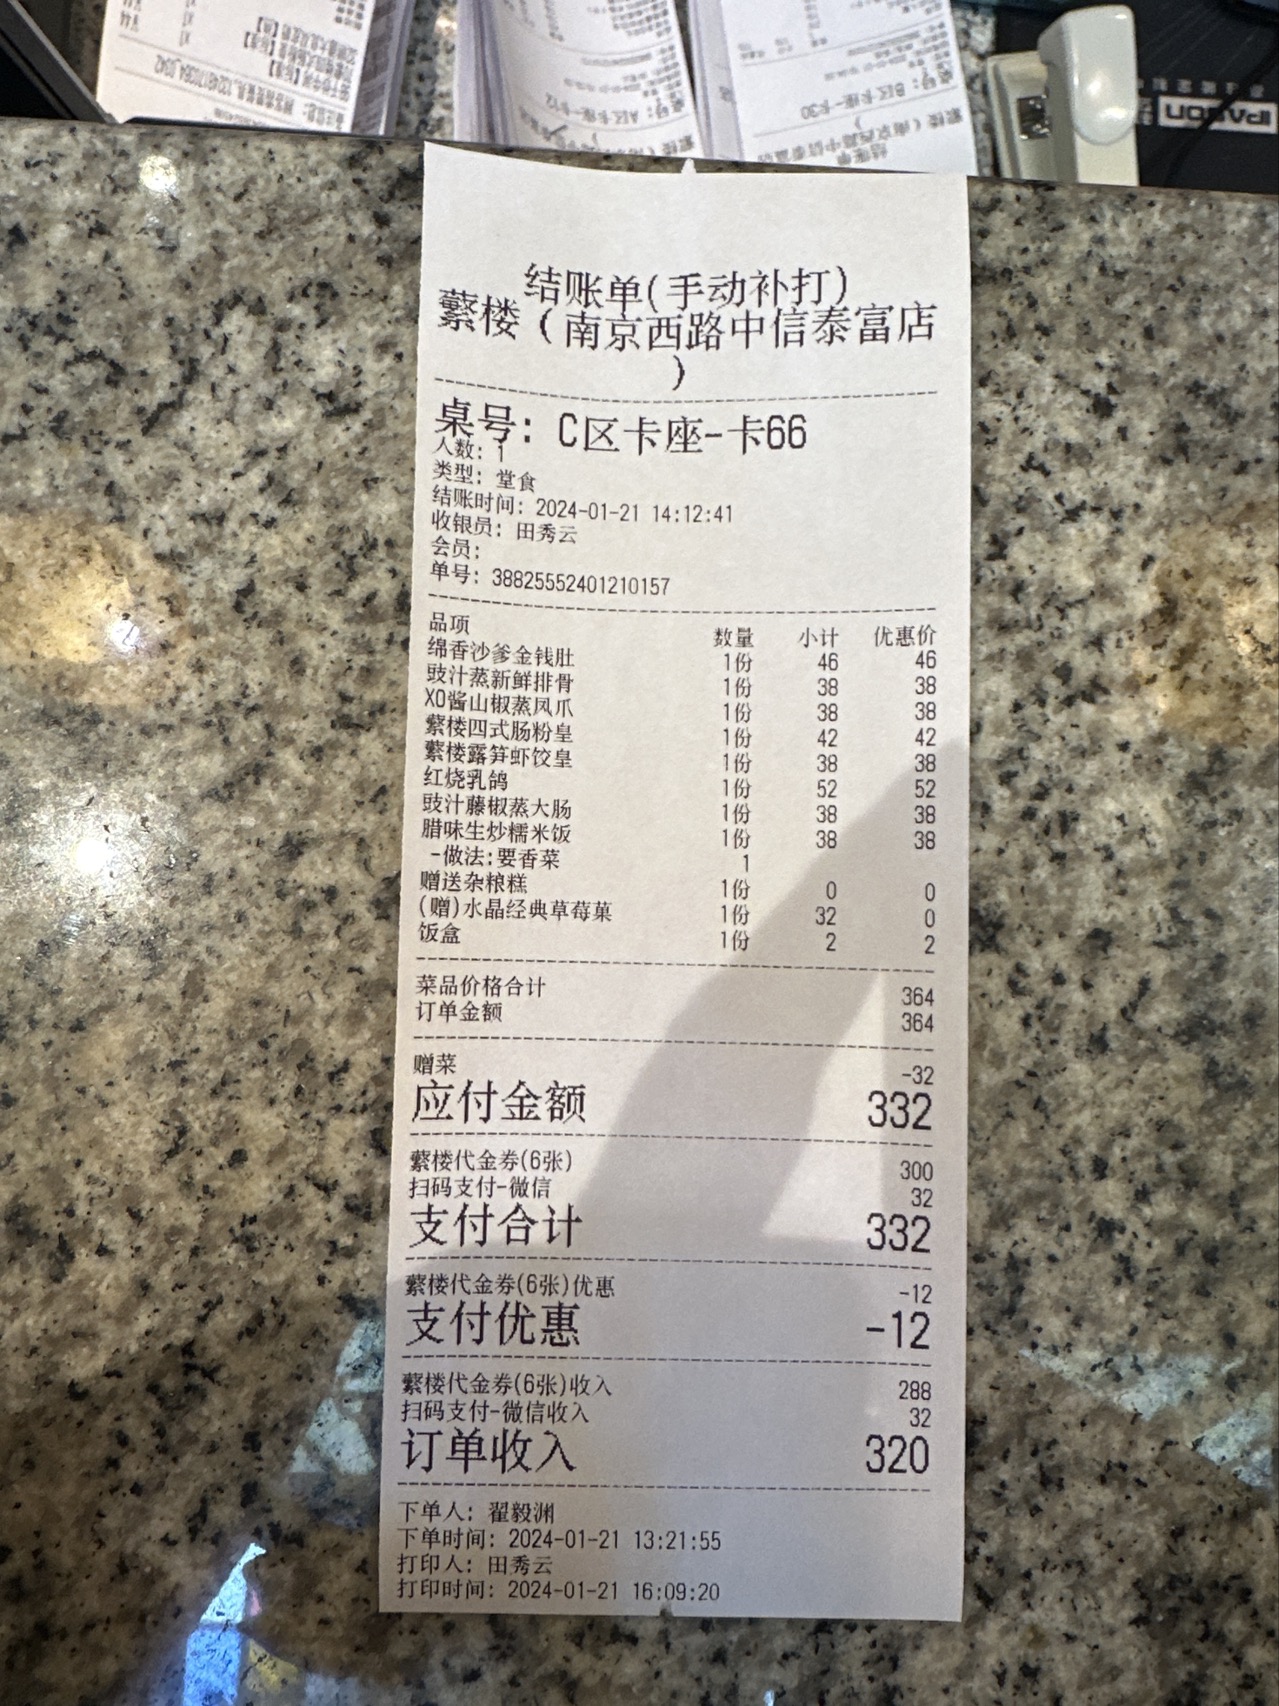 结账单(手动补打)
蘩楼（南京西路中信泰富店
）
桌号: C区卡座-卡66
人数: 1
类型: 堂食
结账时间: 2024-01-21 14:12:41
收银员: 田秀云
会员:
单号: 38825552401210157
品项 数量 小计 优惠价
绵香沙爹金钱肚 1份 46 46
豉汁蒸新鲜排骨 1份 38 38
XO酱山椒蒸凤爪 1份 38 38
蘩楼四式肠粉皇 1份 42 42
蘩楼露笋虾饺皇 1份 38 38
红烧乳鸽 1份 52 52
豉汁藤椒蒸大肠 1份 38 38
腊味生炒糯米饭 1份 38 38
-做法:要香菜 1
赠送杂粮糕 1份 0 0
(赠)水晶经典草莓菓 1份 32 0
饭盒 1份 2 2
菜品价格合计 364
订单金额 364
赠菜 -32
应付金额 332
蘩楼代金券(6张) 300
扫码支付-微信 32
支付合计 332
蘩楼代金券(6张)优惠 -12
支付优惠 -12
蘩楼代金券(6张)收入 288
扫码支付-微信收入 32
订单收入 320
下单人: 翟毅渊
下单时间: 2024-01-21 13:21:55
打印人: 田秀云
打印时间: 2024-01-21 16:09:20